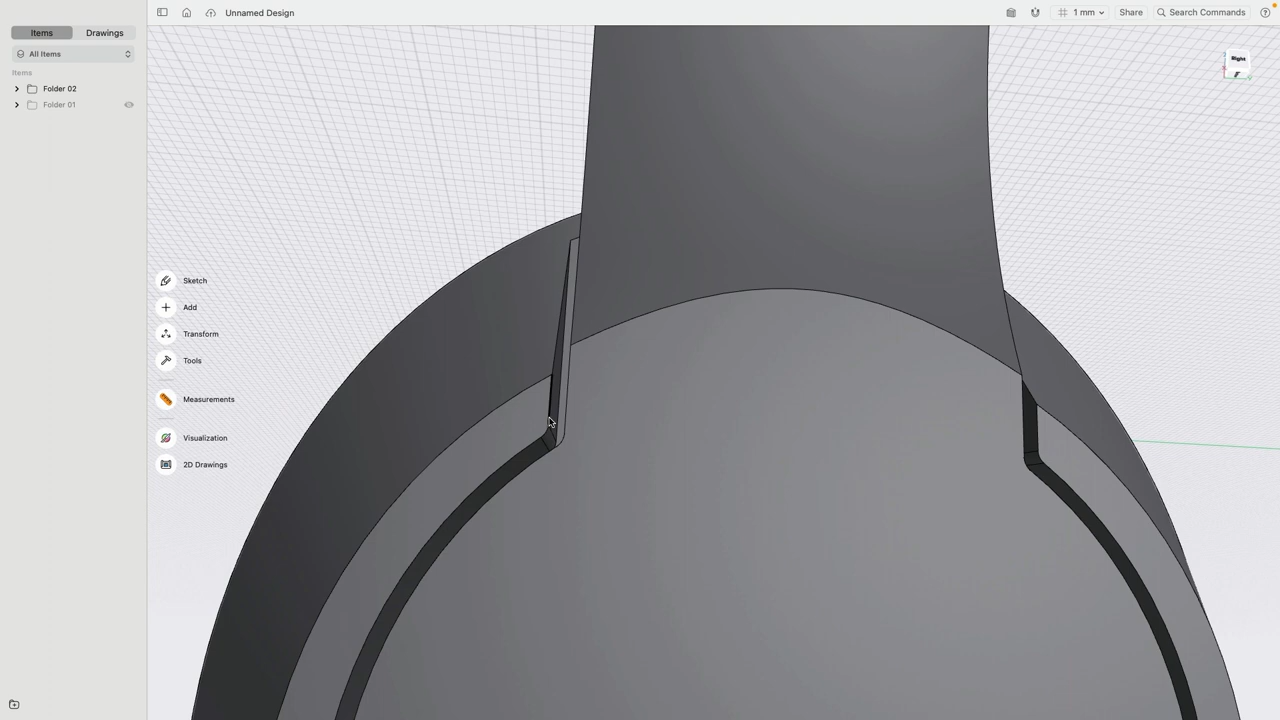 Unnamed Design
1 mm
Share
Search Commands
Items
Drawings
All Items
Items
Folder 02
Folder 01
Right
Sketch
Add
Transform
Tools
Measurements
Visualization
2D Drawings